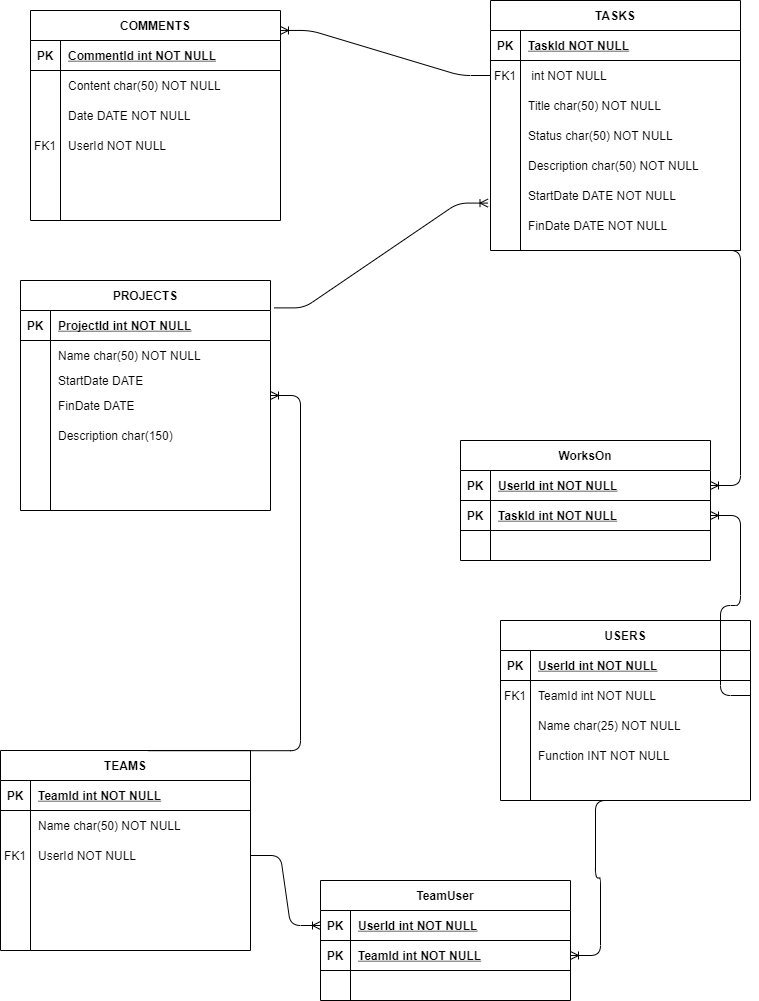 COMMENTS
PK CommentId int NOT NULL
Content char(50) NOT NULL
Date DATE NOT NULL
FK1 UserId NOT NULL
TASKS
PK TaskId NOT NULL
FK1 int NOT NULL
Title char(50) NOT NULL
Status char(50) NOT NULL
Description char(50) NOT NULL
StartDate DATE NOT NULL
FinDate DATE NOT NULL
PROJECTS
PK ProjectId int NOT NULL
Name char(50) NOT NULL
StartDate DATE
FinDate DATE
Description char(150)
WorksOn
PK UserId int NOT NULL
PK TaskId int NOT NULL
USERS
PK UserId int NOT NULL
FK1 TeamId int NOT NULL
Name char(25) NOT NULL
Function INT NOT NULL
TEAMS
PK TeamId int NOT NULL
Name char(50) NOT NULL
FK1 UserId NOT NULL
TeamUser
PK UserId int NOT NULL
PK TeamId int NOT NULL